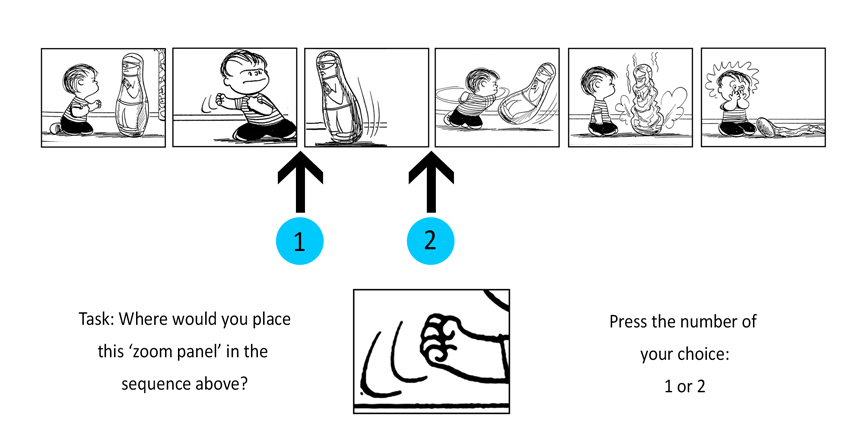 1
2
Task: Where would you place
this ‘zoom panel’ in the
sequence above?
Press the number of
your choice:
1 or 2